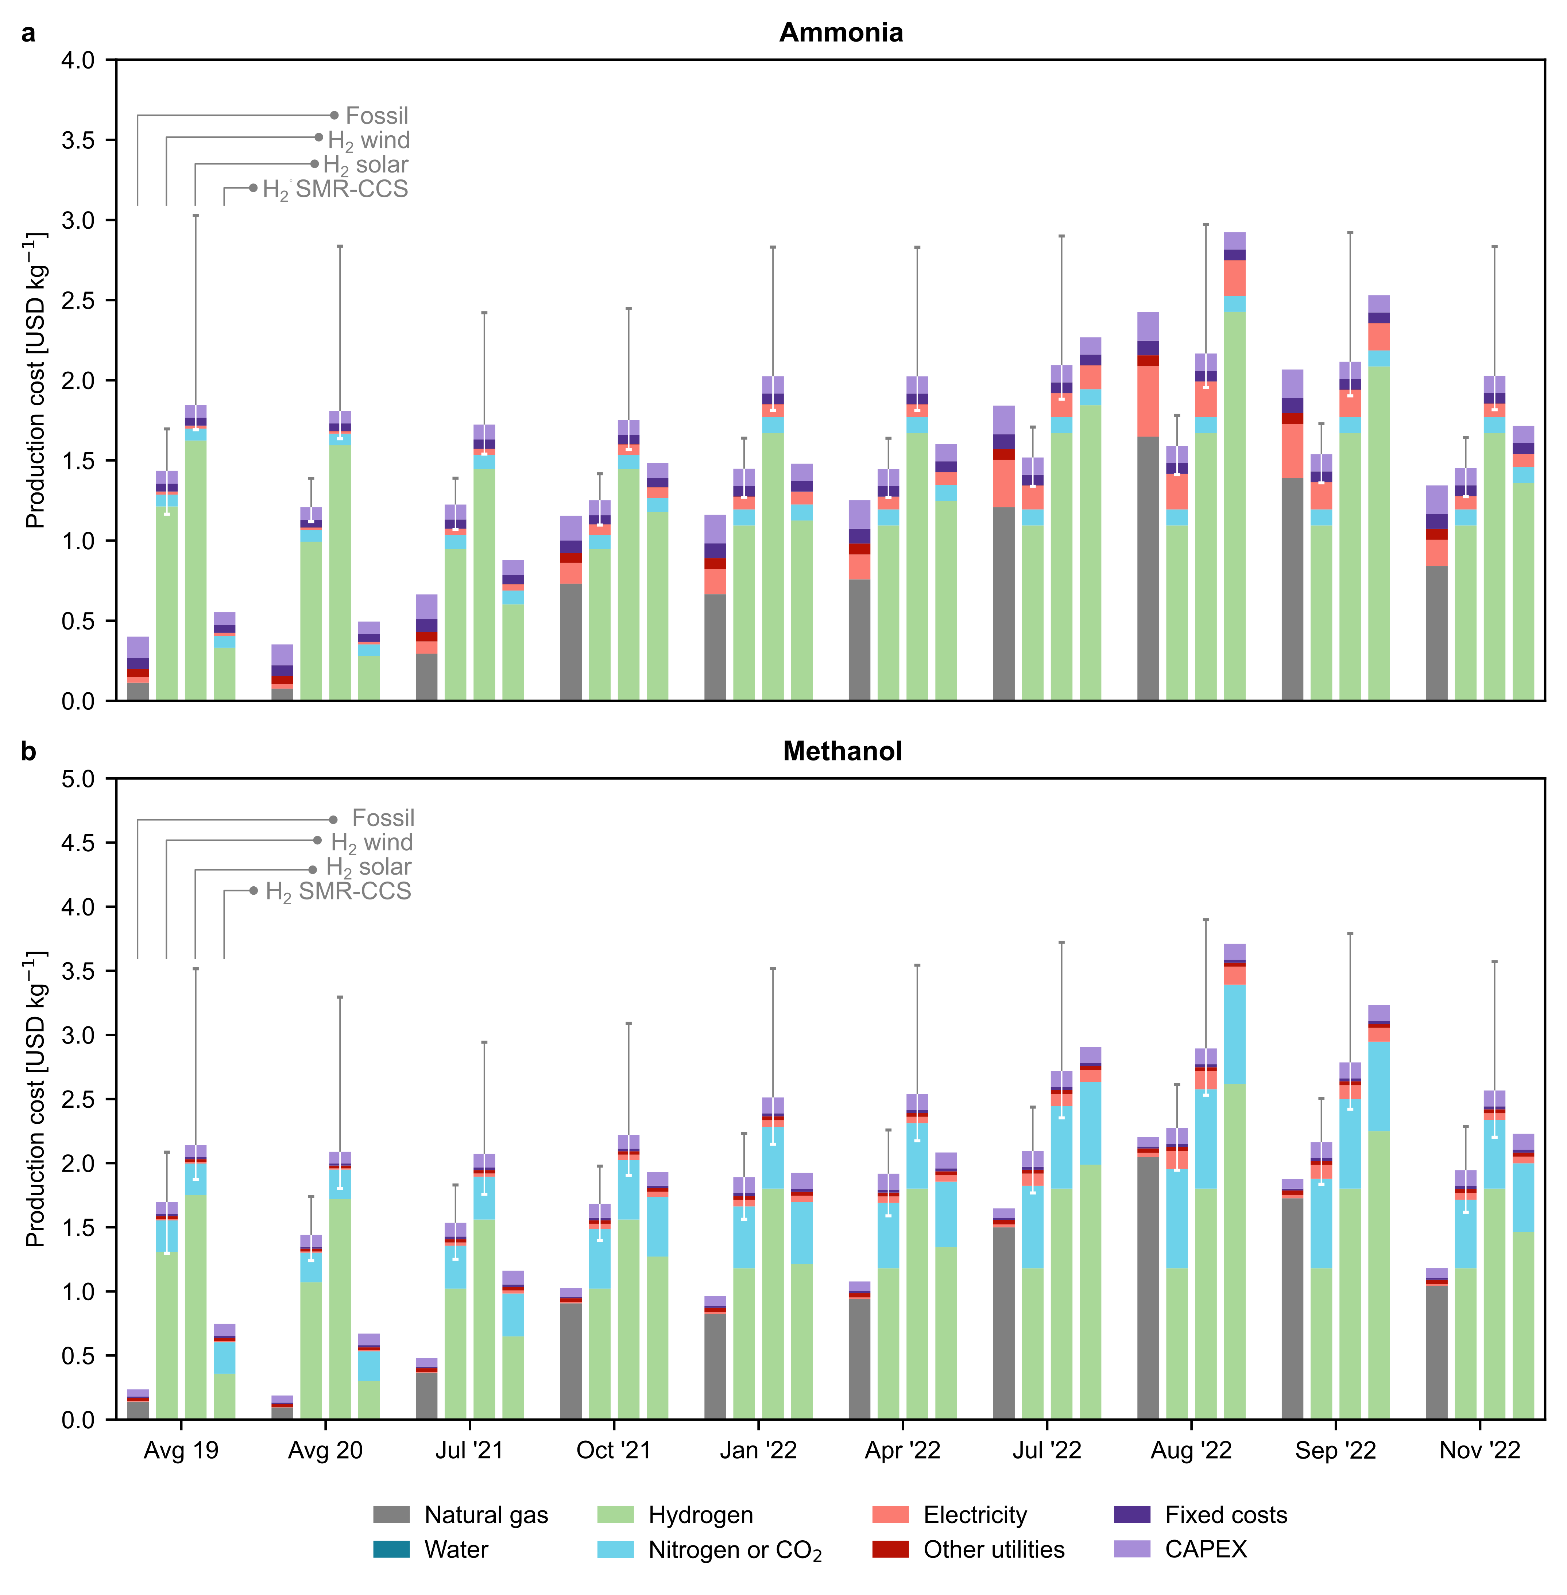 a
Ammonia
4.0
3.5
3.0
2.5
2.0
1.5
1.0
0.5
0.0
Production cost [USD kg⁻¹]
Fossil
H₂ wind
H₂ solar
H₂ SMR-CCS
b
Methanol
5.0
4.5
4.0
3.5
3.0
2.5
2.0
1.5
1.0
0.5
0.0
Production cost [USD kg⁻¹]
Fossil
H₂ wind
H₂ solar
H₂ SMR-CCS
Avg 19 Avg 20 Jul '21 Oct '21 Jan '22 Apr '22 Jul '22 Aug '22 Sep '22 Nov '22
Natural gas Hydrogen Electricity Fixed costs
Water Nitrogen or CO₂ Other utilities CAPEX